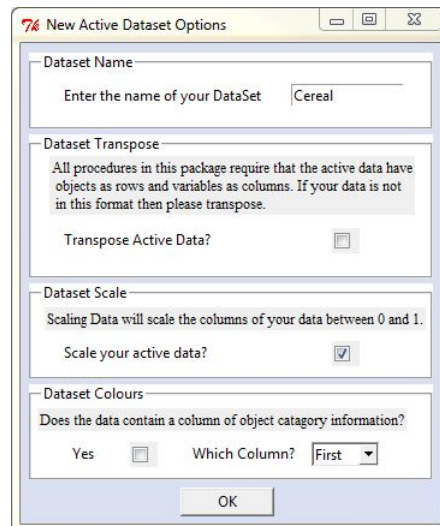 New Active Dataset Options
Dataset Name
Enter the name of your DataSet Cereal
Dataset Transpose
All procedures in this package require that the active data have
objects as rows and variables as columns. If your data is not
in this format then please transpose.
Transpose Active Data?
Dataset Scale
Scaling Data will scale the columns of your data between 0 and 1.
Scale your active data?
Dataset Colours
Does the data contain a column of object catagory information?
Yes Which Column? First
OK